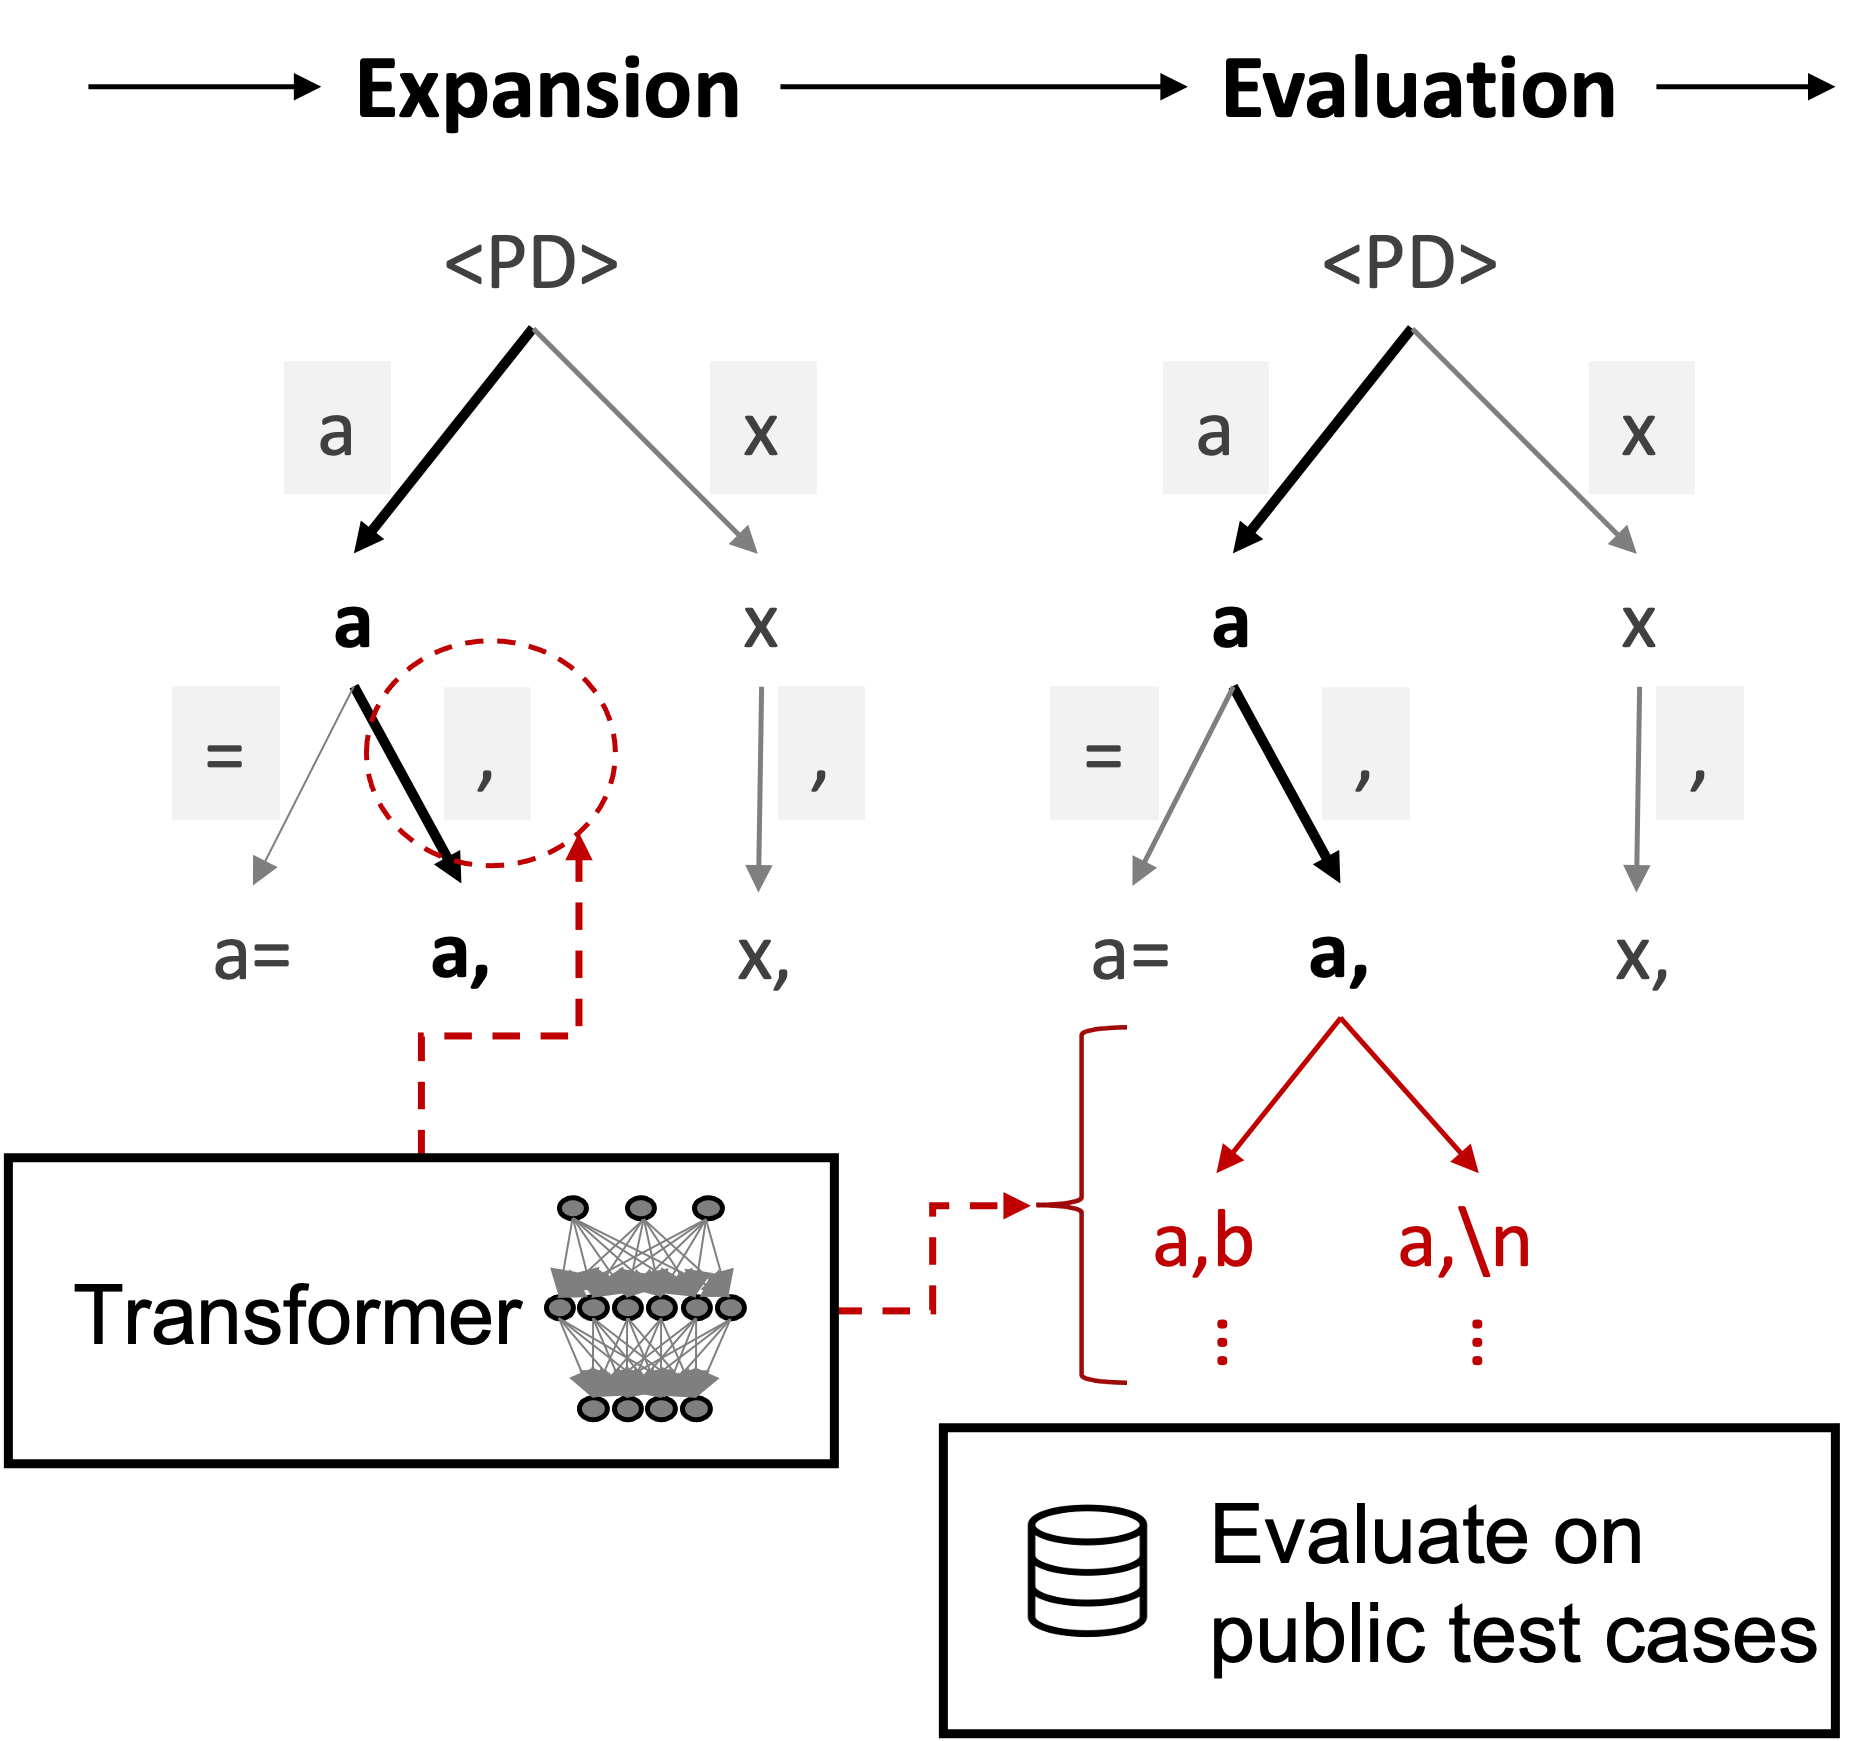 Expansion
Evaluation
<PD>
<PD>
a
x
a
x
a
x
a
x
=
,
,
=
,
,
a=
a,
x,
a=
a,
x,
a,b
a,\n
Transformer
Evaluate on
public test cases